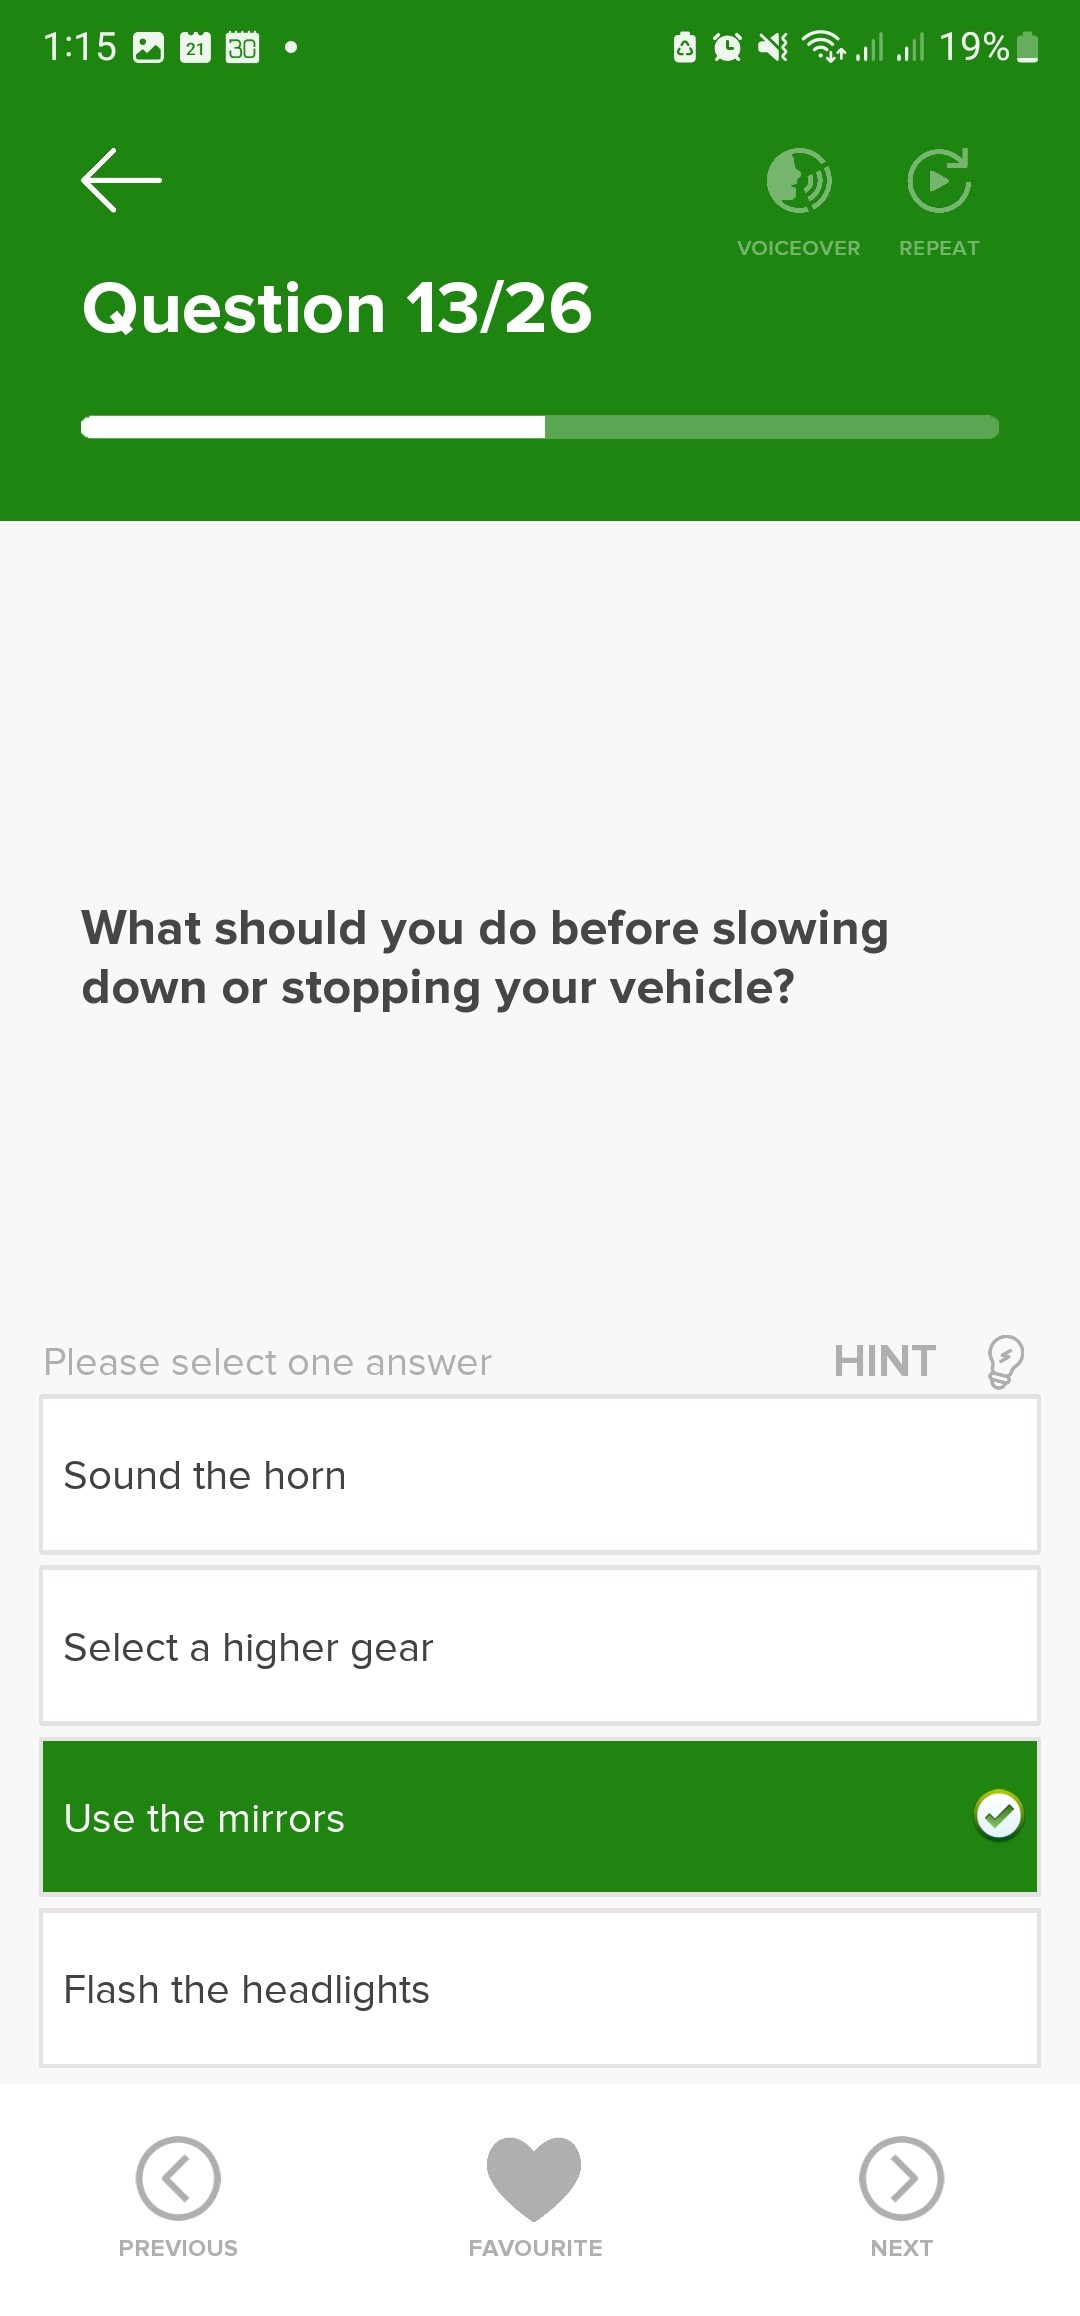 1:15 21 30 19%
VOICEOVER REPEAT
Question 13/26
What should you do before slowing
down or stopping your vehicle?
Please select one answer HINT
Sound the horn
Select a higher gear
Use the mirrors
Flash the headlights
PREVIOUS FAVOURITE NEXT